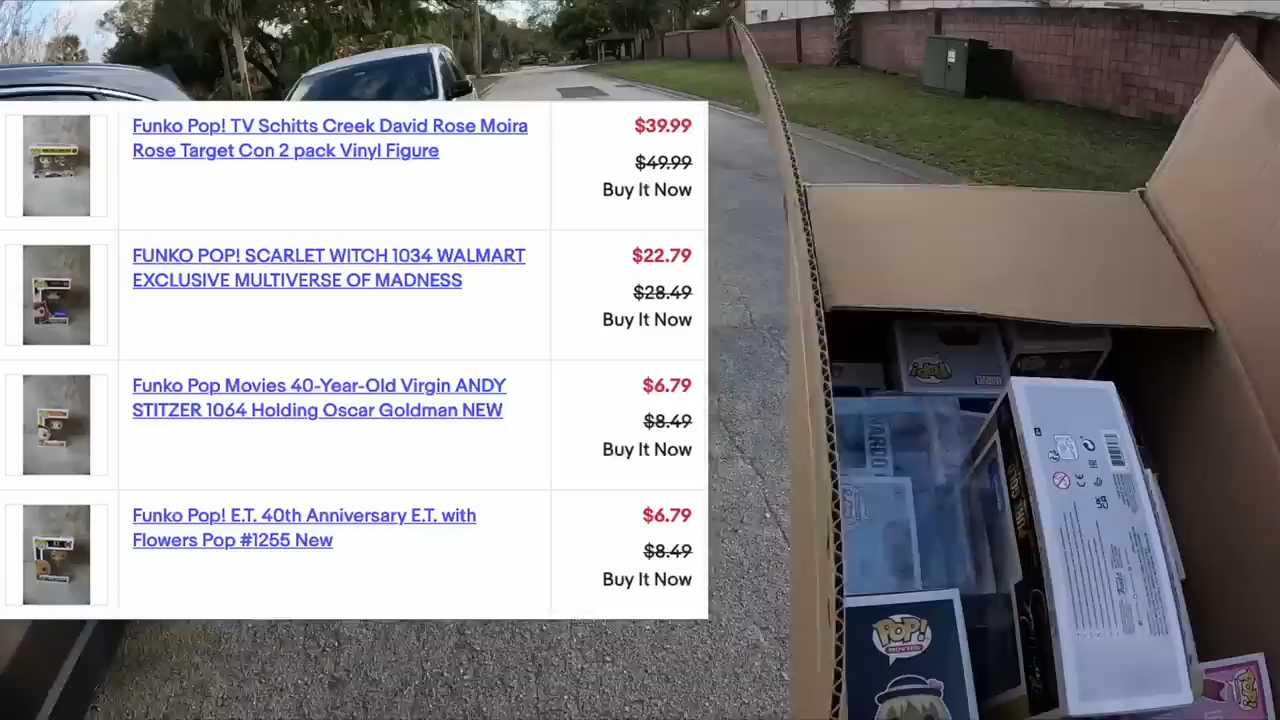 Funko Pop! TV Schitts Creek David Rose Moira
Rose Target Con 2 pack Vinyl Figure
$39.99
$49.99
Buy It Now
FUNKO POP! SCARLET WITCH 1034 WALMART
EXCLUSIVE MULTIVERSE OF MADNESS
$22.79
$28.49
Buy It Now
Funko Pop Movies 40-Year-Old Virgin ANDY
STITZER 1064 Holding Oscar Goldman NEW
$6.79
$8.49
Buy It Now
Funko Pop! E.T. 40th Anniversary E.T. with
Flowers Pop #1255 New
$6.79
$8.49
Buy It Now
POP!